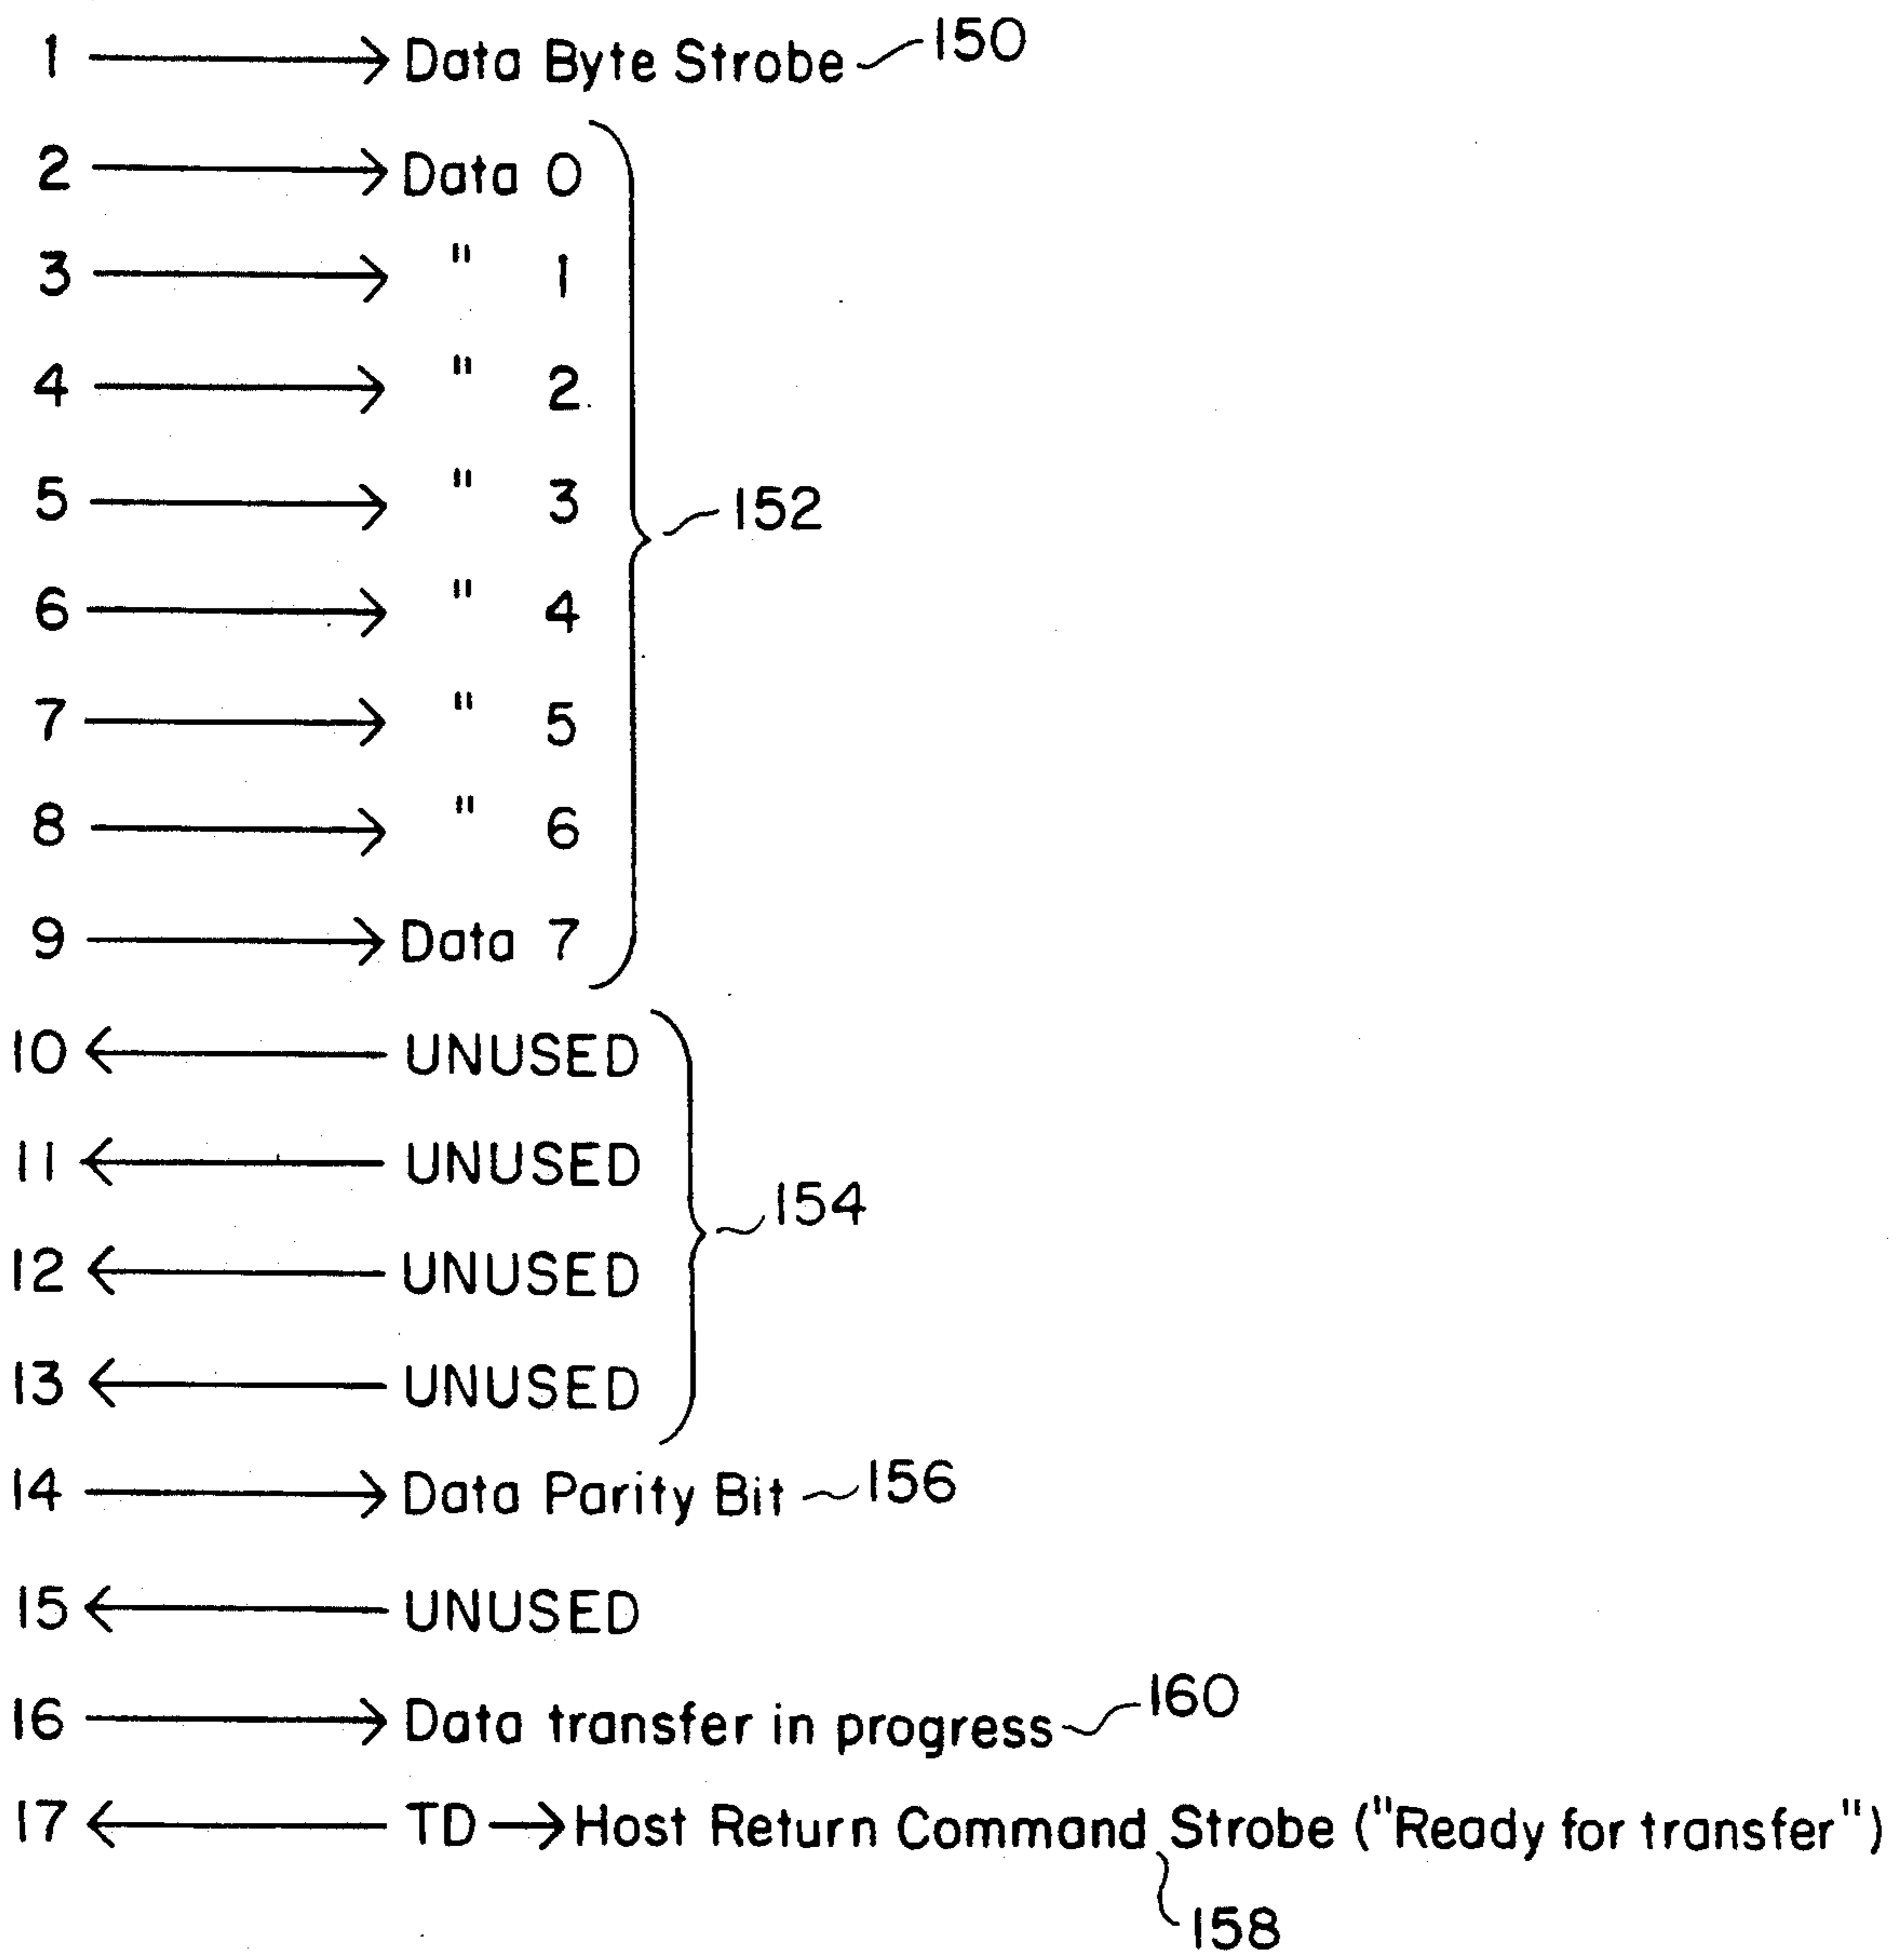 1 → Data Byte Strobe 150
2 → Data 0
3 → " 1
4 → " 2
5 → " 3
152
6 → " 4
7 → " 5
8 → " 6
9 → Data 7
10 ← UNUSED
11 ← UNUSED
154
12 ← UNUSED
13 ← UNUSED
14 → Data Parity Bit 156
15 ← UNUSED
16 → Data transfer in progress 160
17 ← TD → Host Return Command Strobe ("Ready for transfer")
158